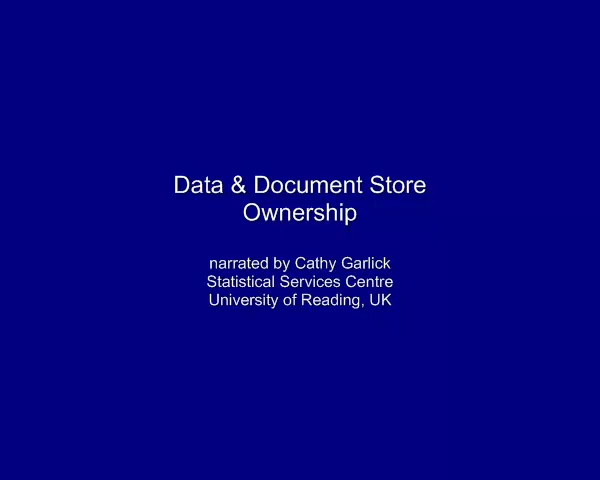 Data & Document Store
Ownership
narrated by Cathy Garlick
Statistical Services Centre
University of Reading, UK